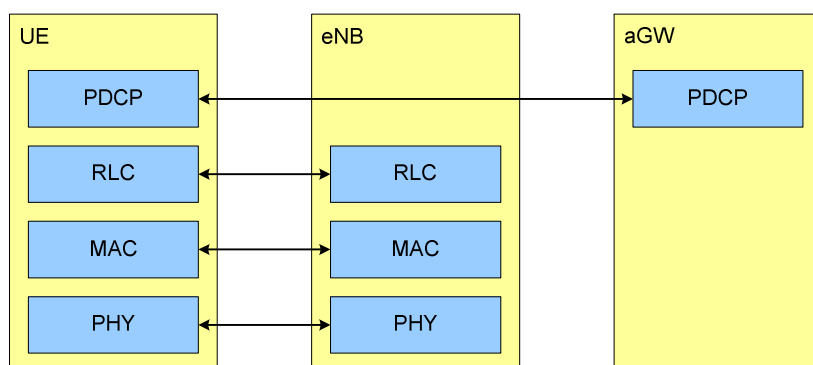 UE eNB aGW
PDCP PDCP
RLC RLC
MAC MAC
PHY PHY